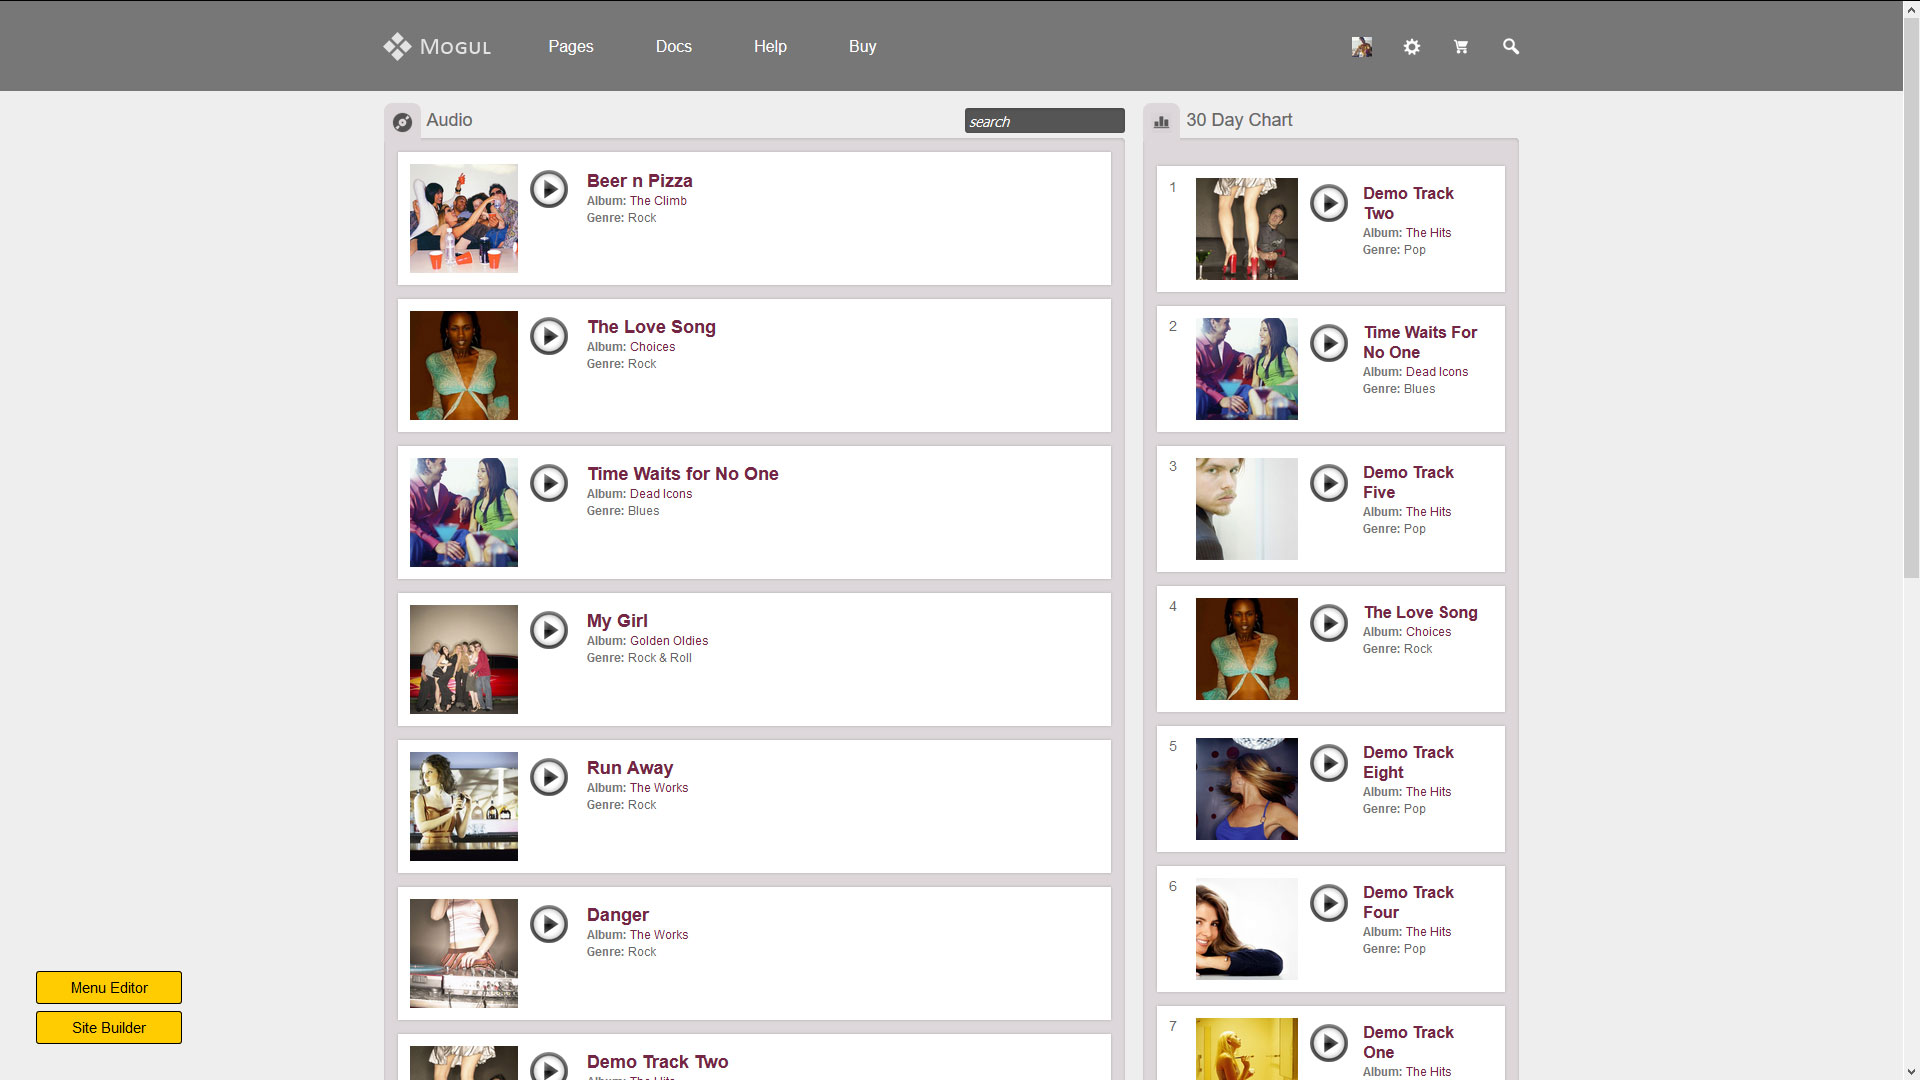 Mogul
Pages
Docs
Help
Buy
Audio
search
Beer n Pizza
Album: The Climb
Genre: Rock
The Love Song
Album: Choices
Genre: Rock
Time Waits for No One
Album: Dead Icons
Genre: Blues
My Girl
Album: Golden Oldies
Genre: Rock & Roll
Run Away
Album: The Works
Genre: Rock
Danger
Album: The Works
Genre: Rock
Demo Track Two
Album: The Hits
30 Day Chart
1
Demo Track
Two
Album: The Hits
Genre: Pop
2
Time Waits For
No One
Album: Dead Icons
Genre: Blues
3
Demo Track
Five
Album: The Hits
Genre: Pop
4
The Love Song
Album: Choices
Genre: Rock
5
Demo Track
Eight
Album: The Hits
Genre: Pop
6
Demo Track
Four
Album: The Hits
Genre: Pop
7
Demo Track
One
Album: The Hits
Menu Editor
Site Builder